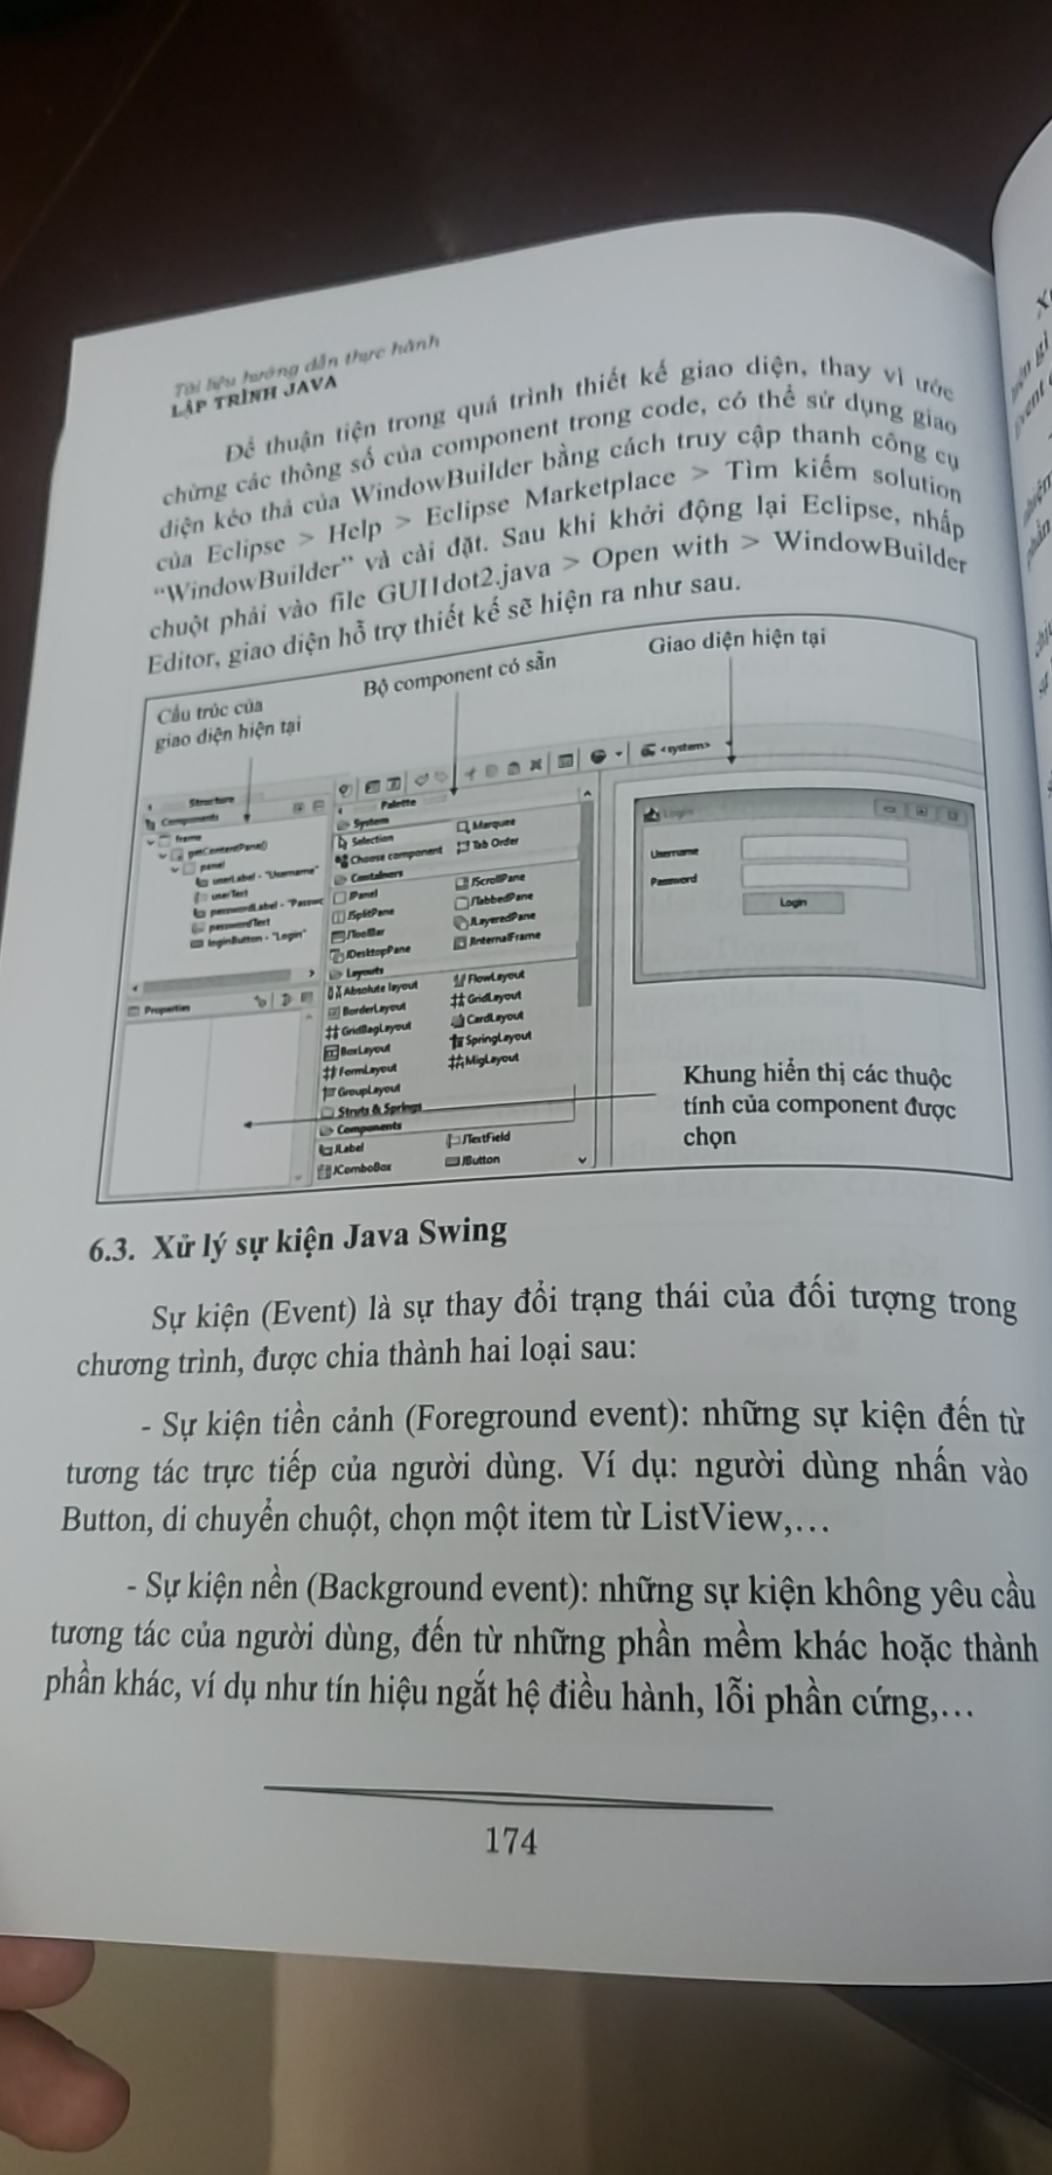 Tài liệu hướng dẫn thực hành
LẬP TRÌNH JAVA
Để thuận tiện trong quá trình thiết kế giao diện, thay vì ước
chừng các thông số của component trong code, có thể sử dụng giao
diện kéo thả của WindowBuilder bằng cách truy cập thanh công cụ
của Eclipse > Help > Eclipse Marketplace > Tìm kiếm solution
“WindowBuilder” và cài đặt. Sau khi khởi động lại Eclipse, nhấp
chuột phải vào file GUI1dot2.java > Open with > WindowBuilder
Editor, giao diện hỗ trợ thiết kế sẽ hiện ra như sau.
Cấu trúc của
giao diện hiện tại
Bộ component có sẵn
Giao diện hiện tại
<system>
Structure
Components
frame
getContentPane()
panel
userLabel - "Username"
userText
passwordLabel - "Passwc
passwordText
loginButton - "Login"
Properties
Palette
System
Selection
Marquee
Choose component
Tab Order
Containers
JPanel
JScrollPane
JSplitPane
JTabbedPane
JToolBar
JLayeredPane
JDesktopPane
JInternalFrame
Layouts
Absolute layout
FlowLayout
BorderLayout
GridLayout
GridBagLayout
CardLayout
BoxLayout
SpringLayout
FormLayout
MigLayout
GroupLayout
Struts & Springs
Components
JLabel
JTextField
JComboBox
JButton
Login
Username
Password
Login
Khung hiển thị các thuộc
tính của component được
chọn
6.3. Xử lý sự kiện Java Swing
Sự kiện (Event) là sự thay đổi trạng thái của đối tượng trong
chương trình, được chia thành hai loại sau:
- Sự kiện tiền cảnh (Foreground event): những sự kiện đến từ
tương tác trực tiếp của người dùng. Ví dụ: người dùng nhấn vào
Button, di chuyển chuột, chọn một item từ ListView,…
- Sự kiện nền (Background event): những sự kiện không yêu cầu
tương tác của người dùng, đến từ những phần mềm khác hoặc thành
phần khác, ví dụ như tín hiệu ngắt hệ điều hành, lỗi phần cứng,…
174